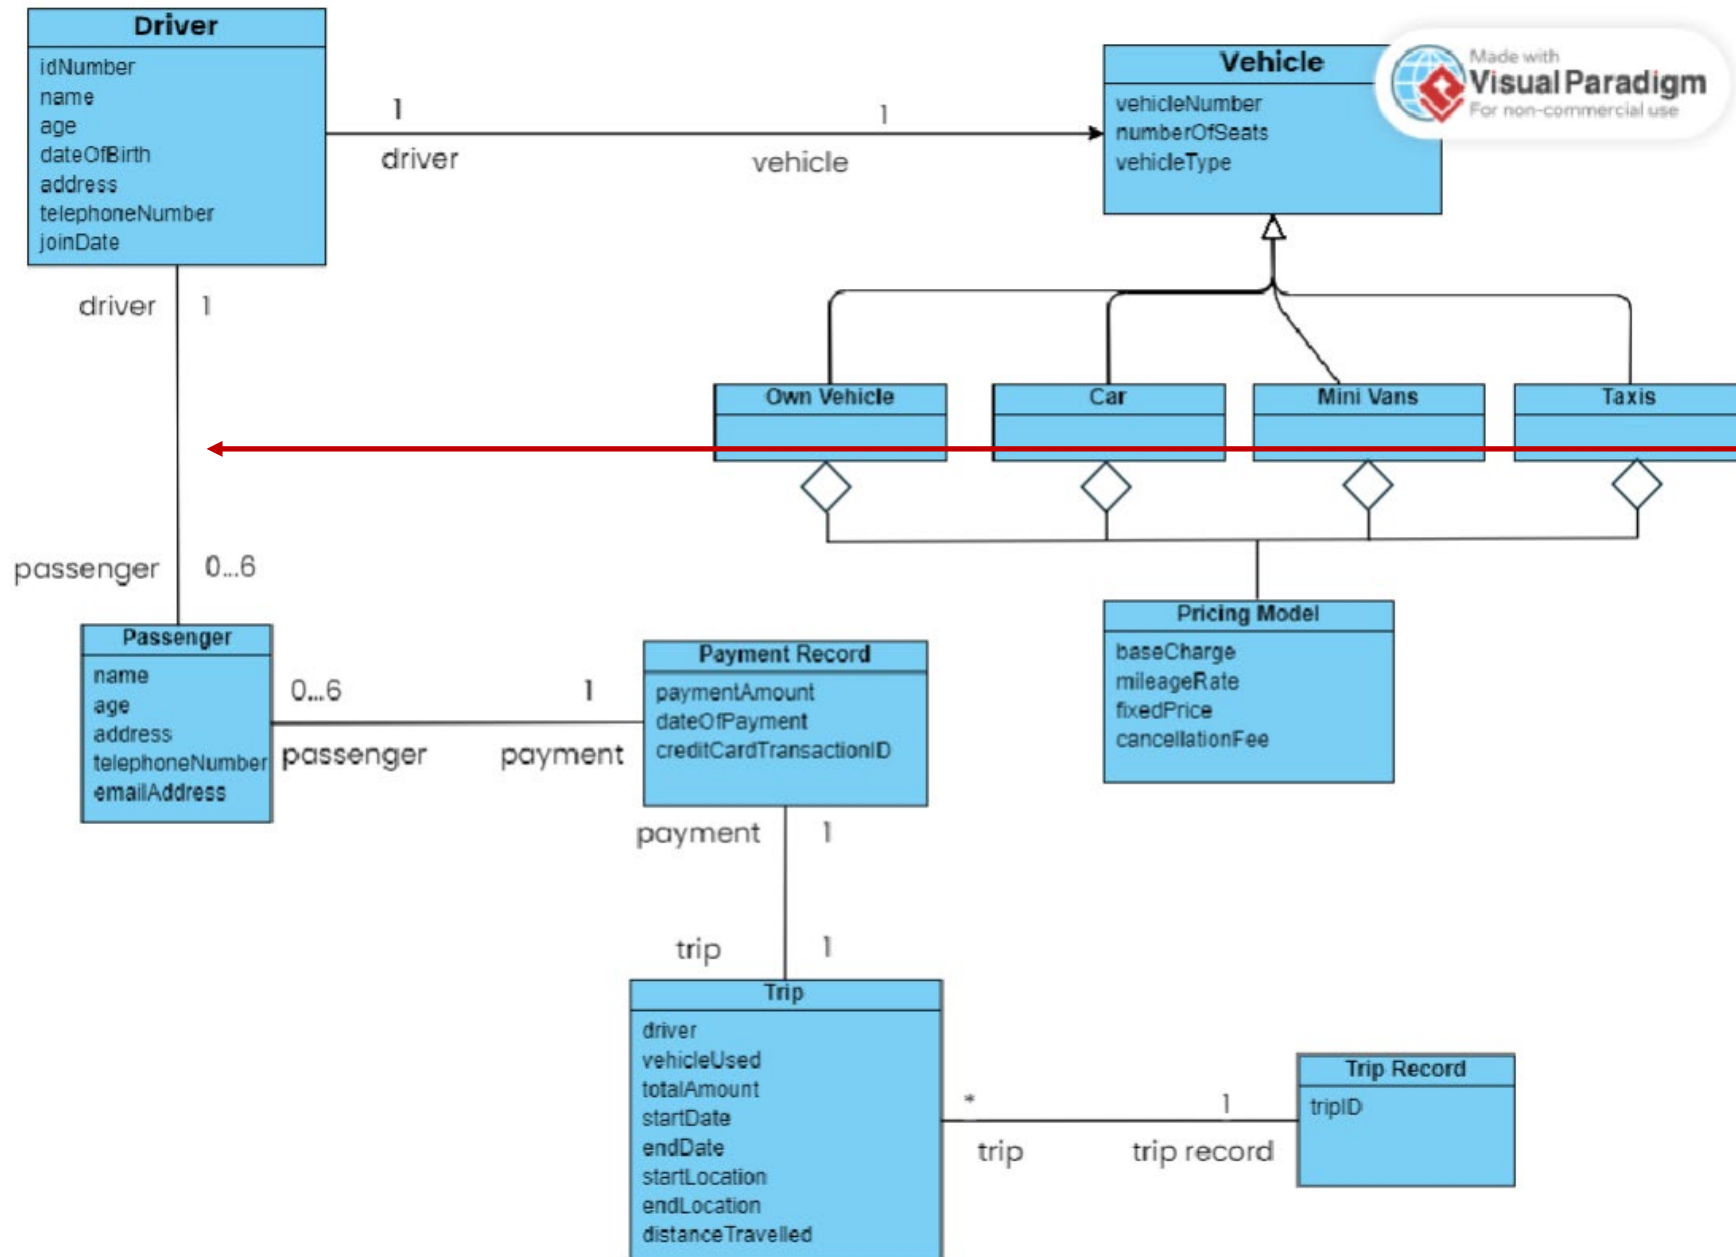 Driver
idNumber
name
age
dateOfBirth
address
telephoneNumber
joinDate
1
driver
1
vehicle
Vehicle
vehicleNumber
numberOfSeats
vehicleType
Made with
Visual Paradigm
For non-commercial use
driver 1
Own Vehicle
Car
Mini Vans
Taxis
passenger 0...6
Passenger
name
age
address
telephoneNumber
emailAddress
0...6
passenger
1
payment
Payment Record
paymentAmount
dateOfPayment
creditCardTransactionID
Pricing Model
baseCharge
mileageRate
fixedPrice
cancellationFee
payment 1
trip 1
Trip
driver
vehicleUsed
totalAmount
startDate
endDate
startLocation
endLocation
distanceTravelled
*
trip
1
trip record
Trip Record
tripID